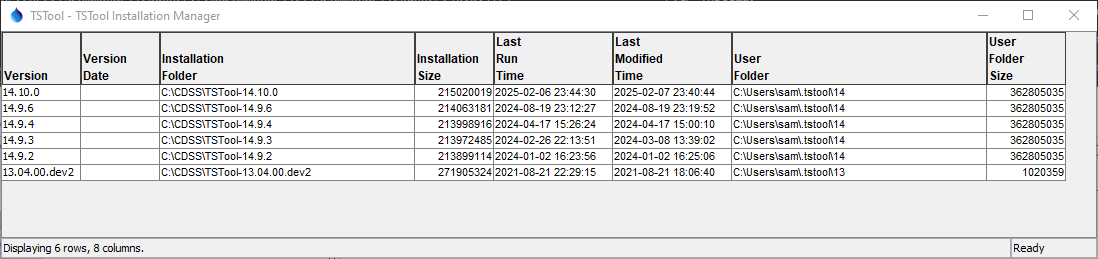 TSTool - TSTool Installation Manager
Version Version Date Installation Folder Installation Size Last Run Time Last Modified Time User Folder User Folder Size
14.10.0 C:\CDSS\TSTool-14.10.0 215020019 2025-02-06 23:44:30 2025-02-07 23:40:44 C:\Users\sam\.tstool\14 362805035
14.9.6 C:\CDSS\TSTool-14.9.6 214063181 2024-08-19 23:12:27 2024-08-19 23:19:52 C:\Users\sam\.tstool\14 362805035
14.9.4 C:\CDSS\TSTool-14.9.4 213998916 2024-04-17 15:26:24 2024-04-17 15:00:10 C:\Users\sam\.tstool\14 362805035
14.9.3 C:\CDSS\TSTool-14.9.3 213972485 2024-02-26 22:13:51 2024-03-08 13:39:02 C:\Users\sam\.tstool\14 362805035
14.9.2 C:\CDSS\TSTool-14.9.2 213899114 2024-01-02 16:23:56 2024-01-02 16:25:06 C:\Users\sam\.tstool\14 362805035
13.04.00.dev2 C:\CDSS\TSTool-13.04.00.dev2 271905324 2021-08-21 22:29:15 2021-08-21 18:06:40 C:\Users\sam\.tstool\13 1020359
Displaying 6 rows, 8 columns. Ready